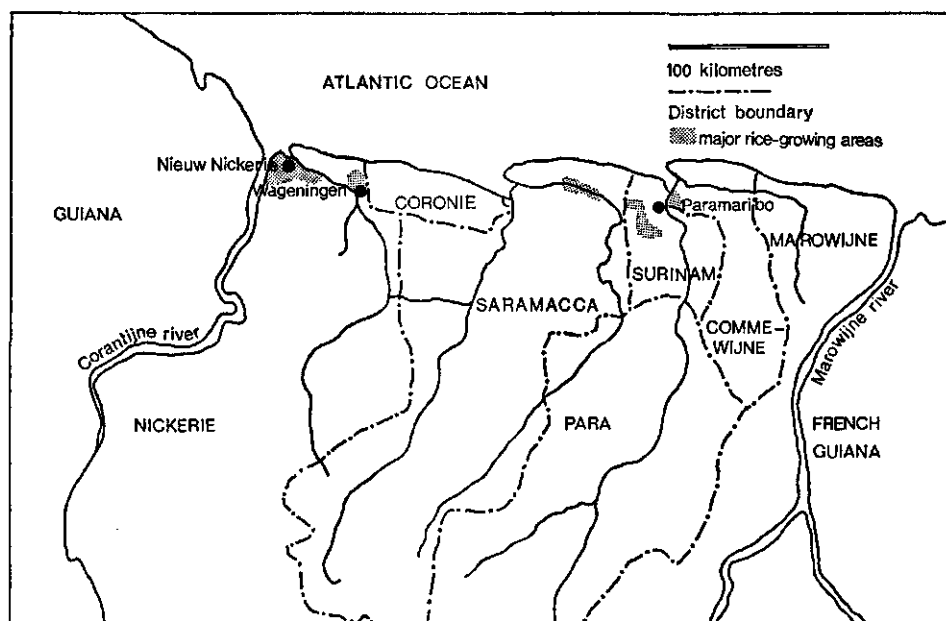 100 kilometres
ATLANTIC OCEAN
District boundary
major rice-growing areas
Nieuw Nickerie
Wageningen
GUIANA
CORONIE
Paramaribo
MAROWIJNE
SURINAM
SARAMACCA
COMME-
WIJNE
Corantijne river
Marowijne river
NICKERIE
PARA
FRENCH
GUIANA